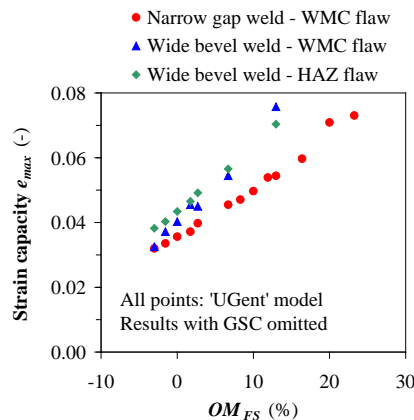 Narrow gap weld - WMC flaw
Wide bevel weld - WMC flaw
Wide bevel weld - HAZ flaw
Strain capacity e_max (-)
0.08
0.06
0.04
0.02
0.00
All points: 'UGent' model
Results with GSC omitted
-10 0 10 20 30
OM_FS (%)